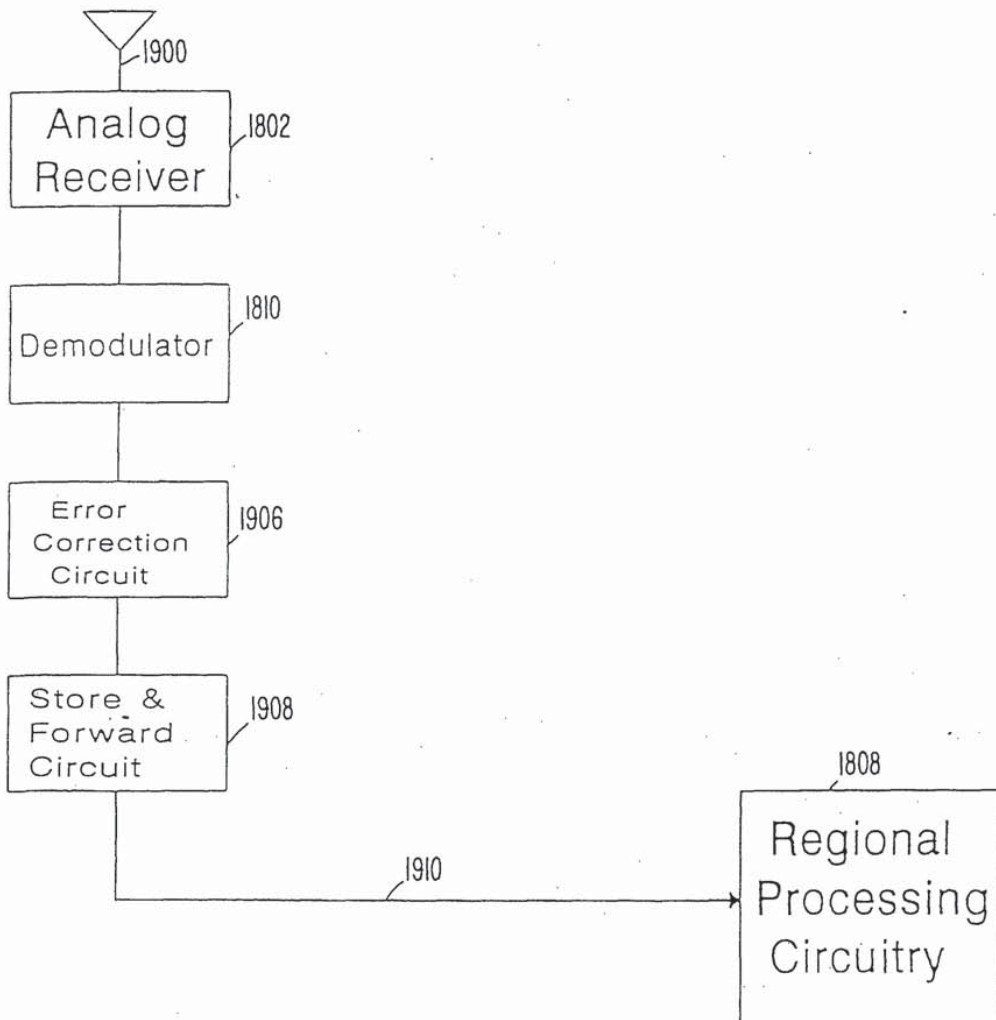 1900
Analog
Receiver
1802
Demodulator
1810
Error
Correction
Circuit
1906
Store &
Forward
Circuit
1908
1910
1808
Regional
Processing
Circuitry